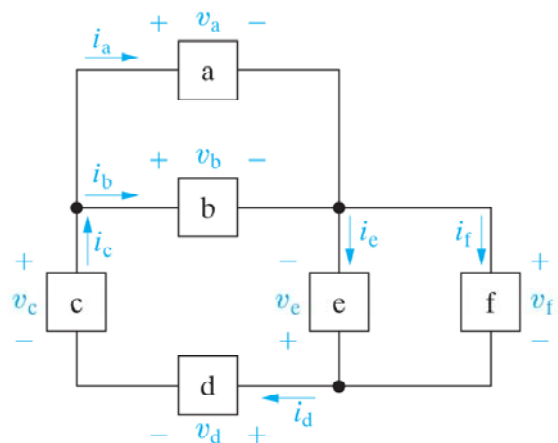 + v_a −
i_a
a
+ v_b −
i_b
b
i_c
i_e
i_f
+ − +
v_c c v_e e f v_f
− + −
d
i_d
− v_d +